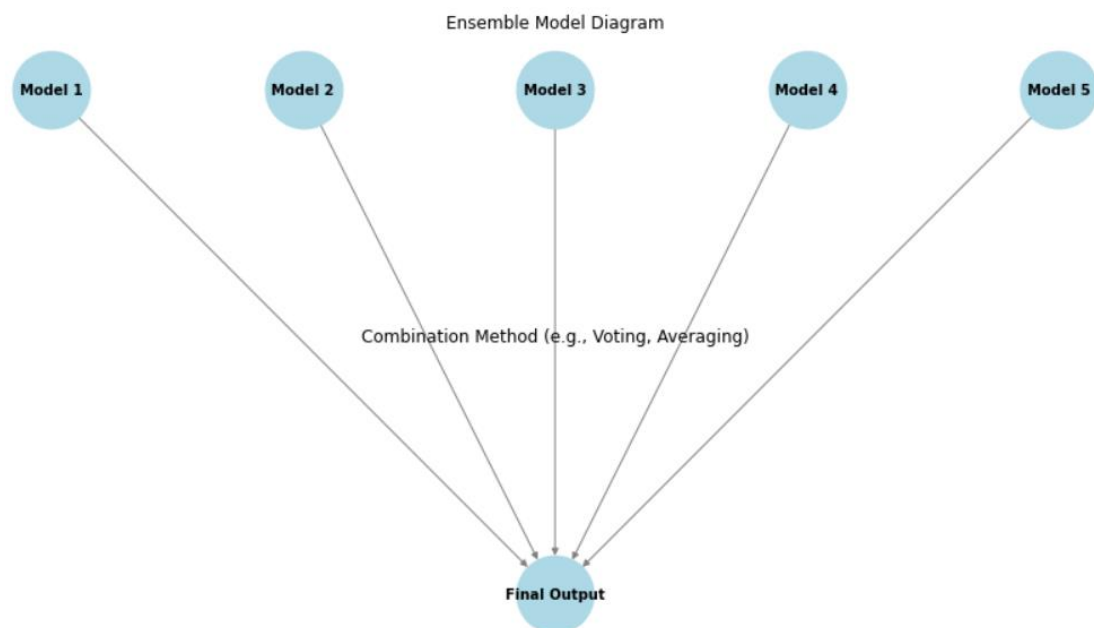 Ensemble Model Diagram
Model 1
Model 2
Model 3
Model 4
Model 5
Combination Method (e.g., Voting, Averaging)
Final Output